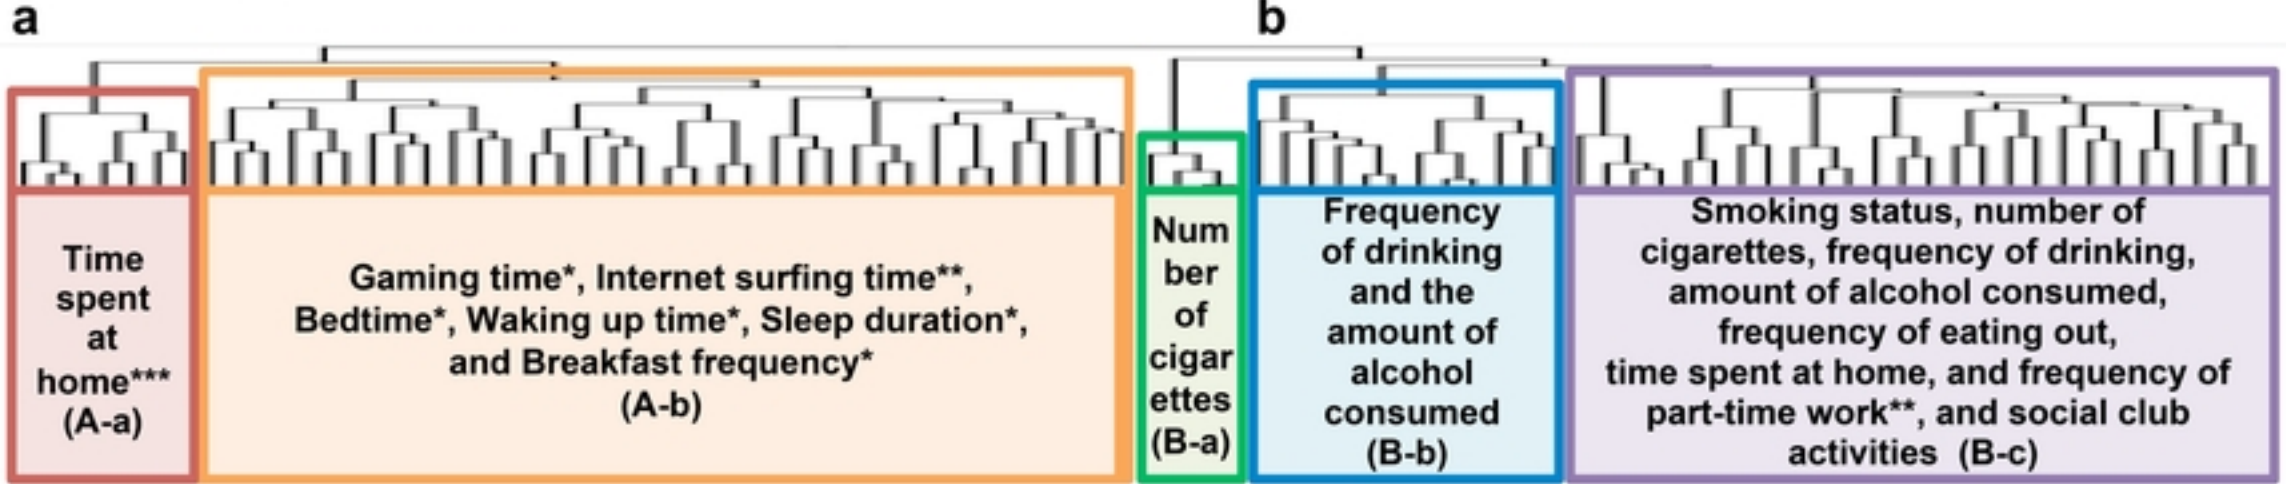 a
b
Time
spent
at
home***
(A-a)
Gaming time*, Internet surfing time**,
Bedtime*, Waking up time*, Sleep duration*,
and Breakfast frequency*
(A-b)
Num
ber
of
cigar
ettes
(B-a)
Frequency
of drinking
and the
amount of
alcohol
consumed
(B-b)
Smoking status, number of
cigarettes, frequency of drinking,
amount of alcohol consumed,
frequency of eating out,
time spent at home, and frequency of
part-time work**, and social club
activities (B-c)